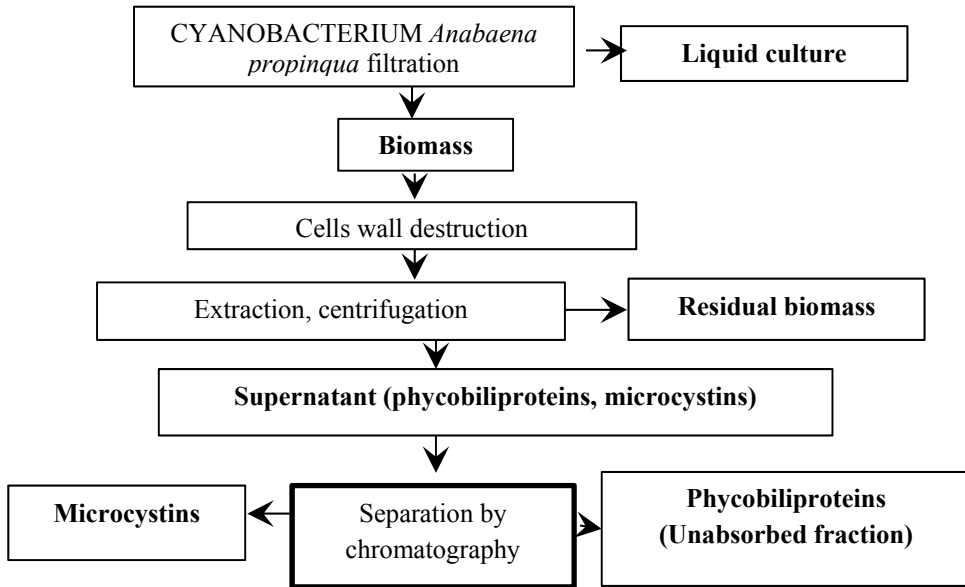 CYANOBACTERIUM Anabaena
propinqua filtration
Liquid culture
Biomass
Cells wall destruction
Extraction, centrifugation
Residual biomass
Supernatant (phycobiliproteins, microcystins)
Microcystins
Separation by
chromatography
Phycobiliproteins
(Unabsorbed fraction)